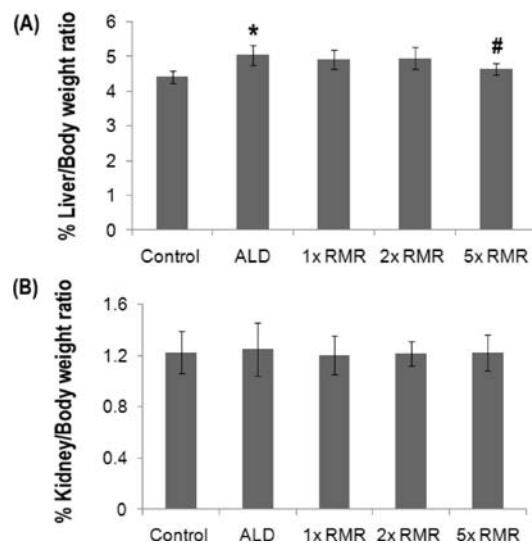 (A)
% Liver/Body weight ratio
6
5
4
3
2
1
0
*
#
Control ALD 1x RMR 2x RMR 5x RMR
(B)
% Kidney/Body weight ratio
1.6
1.2
0.8
0.4
0
Control ALD 1x RMR 2x RMR 5x RMR